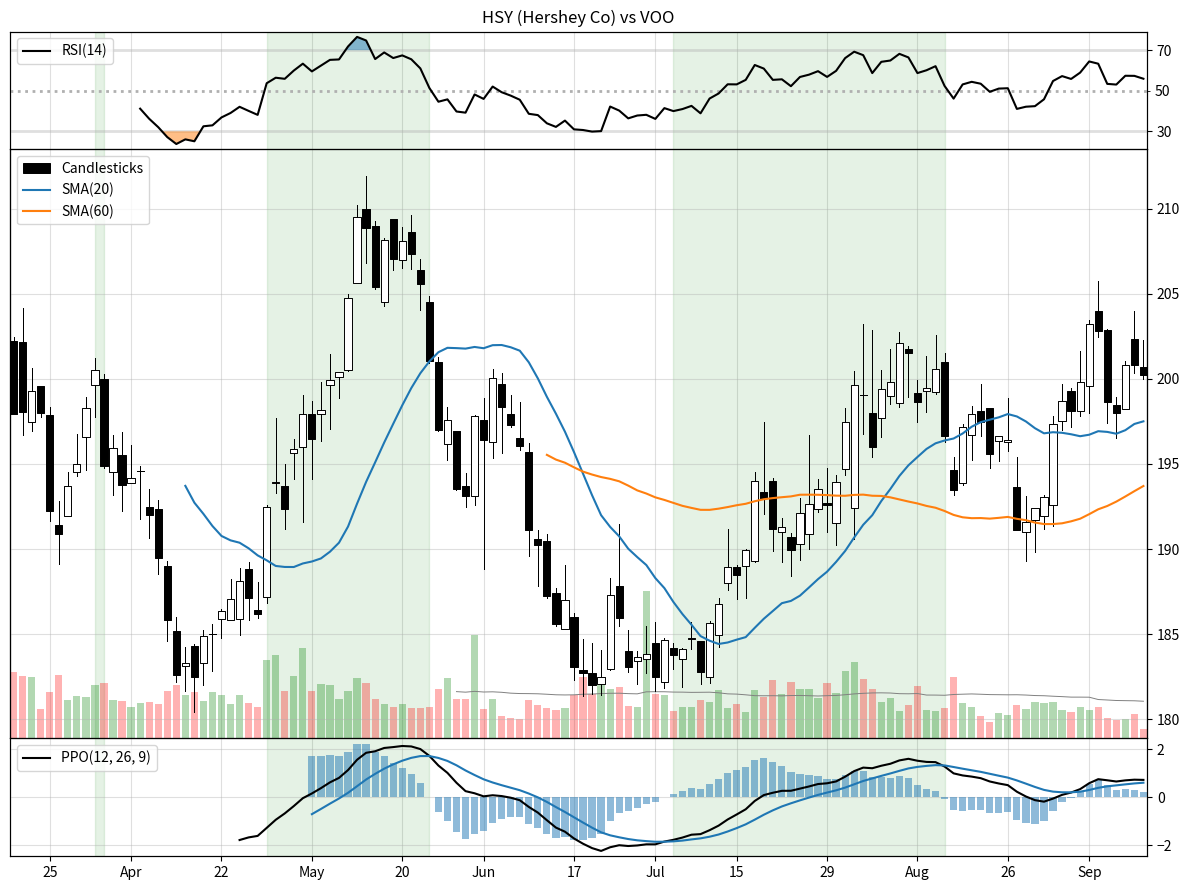 HSY (Hershey Co) vs VOO
RSI(14)
70
50
30
Candlesticks
SMA(20)
SMA(60)
210
205
200
195
190
185
180
PPO(12, 26, 9)
2
0
−2
25 Apr 22 May 20 Jun 17 Jul 15 29 Aug 26 Sep